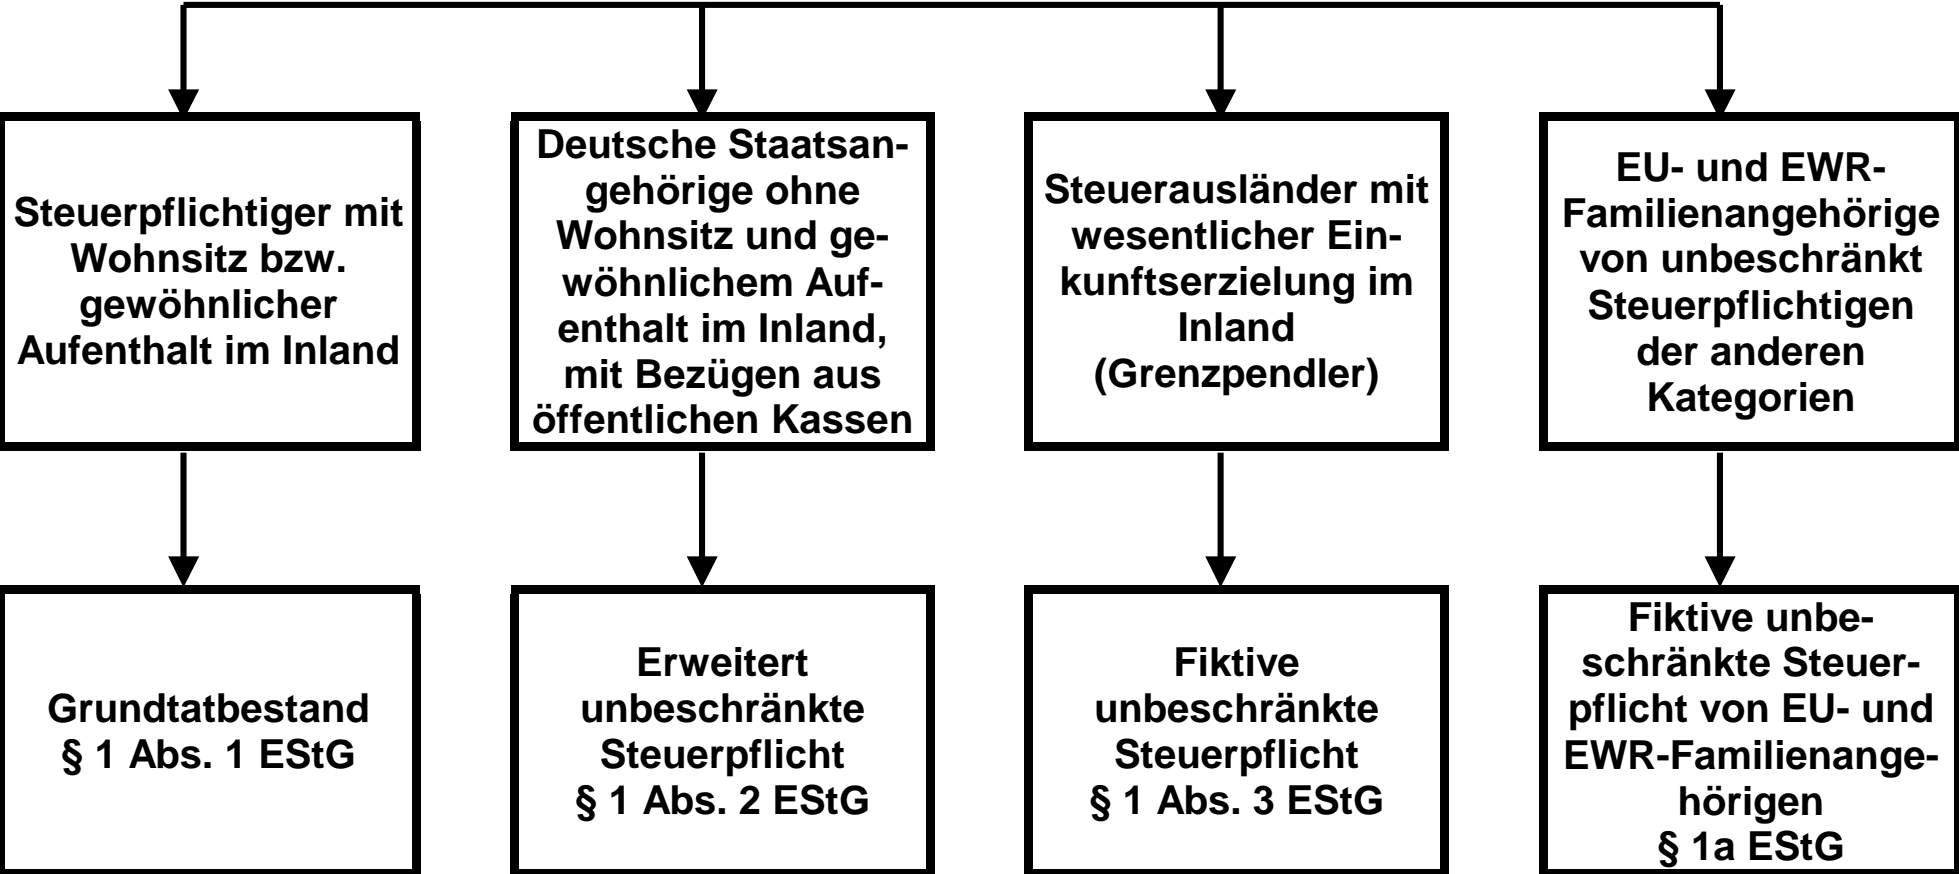 Steuerpflichtiger mit
Wohnsitz bzw.
gewöhnlicher
Aufenthalt im Inland
Deutsche Staatsan-
gehörige ohne
Wohnsitz und ge-
wöhnlichem Auf-
enthalt im Inland,
mit Bezügen aus
öffentlichen Kassen
Steuerausländer mit
wesentlicher Ein-
kunftserzielung im
Inland
(Grenzpendler)
EU- und EWR-
Familienangehörige
von unbeschränkt
Steuerpflichtigen
der anderen
Kategorien
Grundtatbestand
§ 1 Abs. 1 EStG
Erweitert
unbeschränkte
Steuerpflicht
§ 1 Abs. 2 EStG
Fiktive
unbeschränkte
Steuerpflicht
§ 1 Abs. 3 EStG
Fiktive unbe-
schränkte Steuer-
pflicht von EU- und
EWR-Familienange-
hörigen
§ 1a EStG